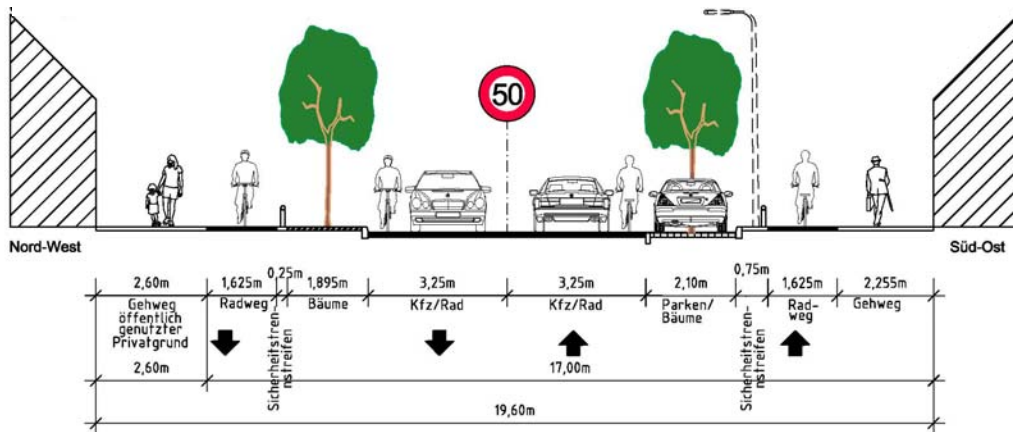 50
Nord-West
Süd-Ost
2,60m
1,625m
0,25m
1,895m
3,25m
3,25m
2,10m
0,75m
1,625m
2,255m
Gehweg
öffentlich
genutzter
Privatgrund
Radweg
Sicherheitstren-
nstreifen
Bäume
Kfz/Rad
Kfz/Rad
Parken/
Bäume
Sicherheitstren-
nstreifen
Rad-
weg
Gehweg
2,60m
17,00m
19,60m